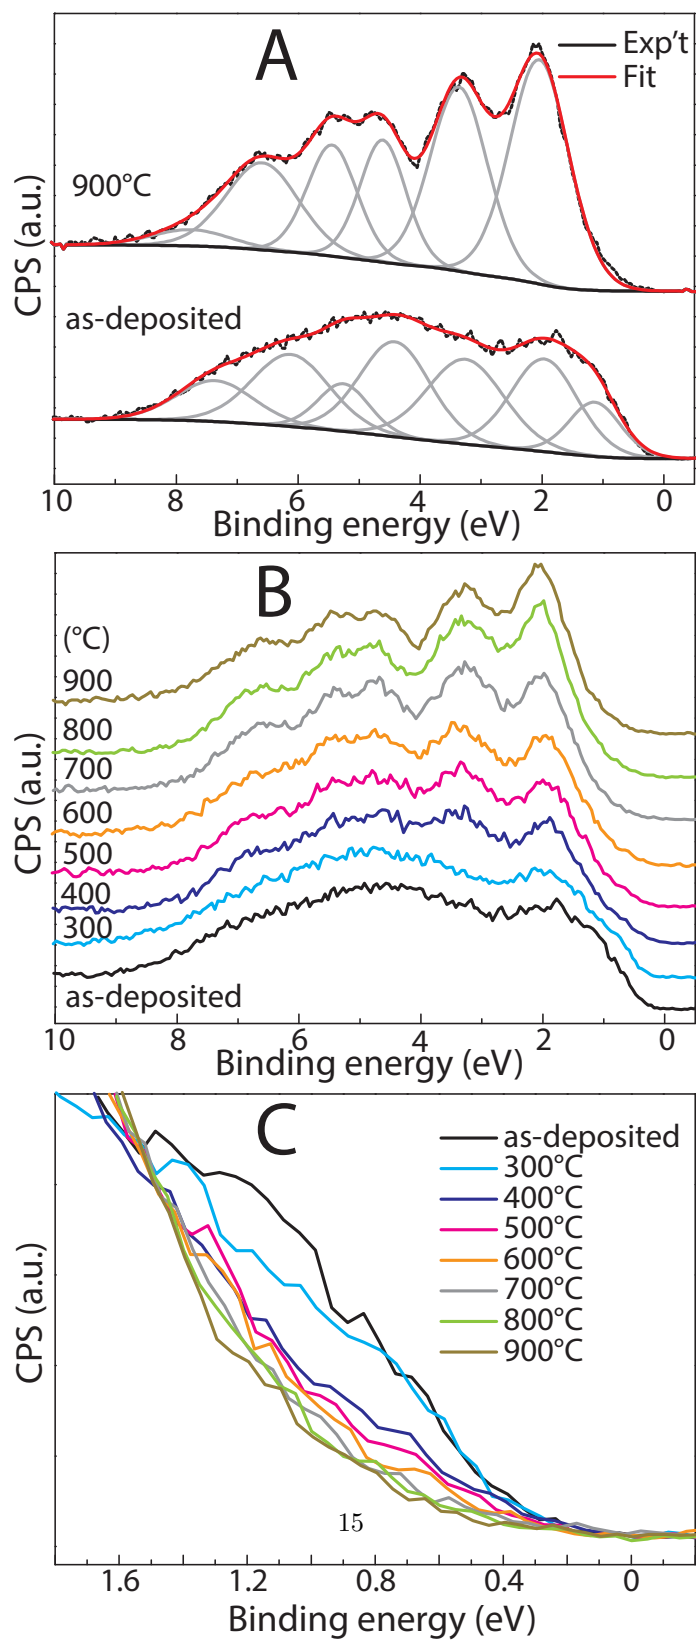 A
Exp't
Fit
900°C
as-deposited
CPS (a.u.)
10 8 6 4 2 0
Binding energy (eV)
B
(°C)
900
800
700
600
500
400
300
as-deposited
CPS (a.u.)
10 8 6 4 2 0
Binding energy (eV)
C
as-deposited
300°C
400°C
500°C
600°C
700°C
800°C
900°C
CPS (a.u.)
15
1.6 1.2 0.8 0.4 0
Binding energy (eV)